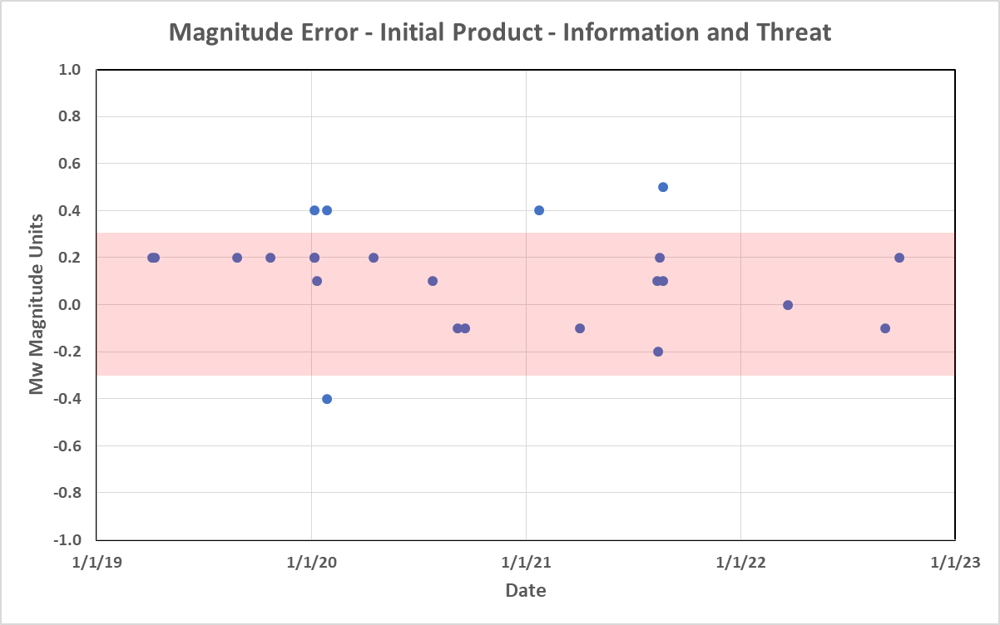 Magnitude Error - Initial Product - Information and Threat
Mw Magnitude Units
1.0
0.8
0.6
0.4
0.2
0.0
-0.2
-0.4
-0.6
-0.8
-1.0
1/1/19 1/1/20 1/1/21 1/1/22 1/1/23
Date